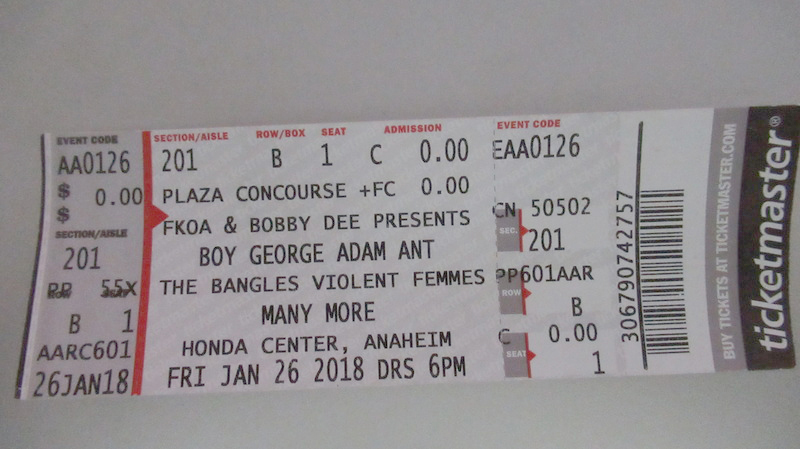 EVENT CODE
AA0126
$ 0.00
$
SECTION/AISLE
201
55X
ROW SEAT
B 1
AARC601
26JAN18
SECTION/AISLE ROW/BOX SEAT ADMISSION
201 B 1 C 0.00
PLAZA CONCOURSE +FC 0.00
FKOA & BOBBY DEE PRESENTS
BOY GEORGE ADAM ANT
THE BANGLES VIOLENT FEMMES
MANY MORE
HONDA CENTER, ANAHEIM
FRI JAN 26 2018 DRS 6PM
EVENT CODE
EAA0126
CN 50502
SEC. 201
PP601AAR
ROW B
C 0.00
SEAT 1
306790742757
BUY TICKETS AT TICKETMASTER.COM
ticketmaster®